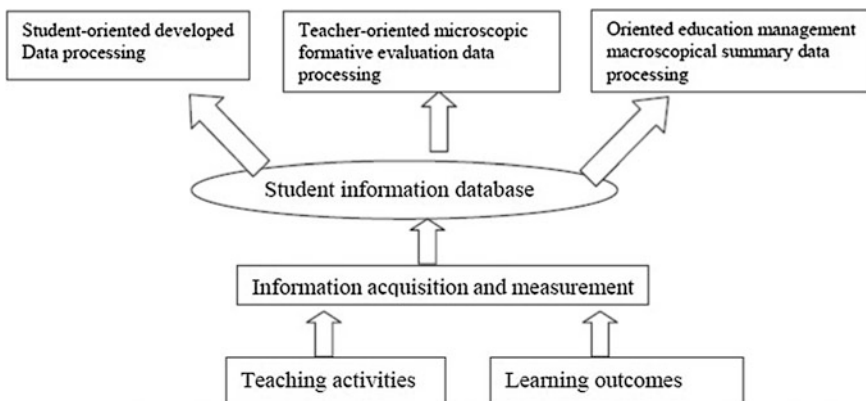 Student-oriented developed
Data processing
Teacher-oriented microscopic
formative evaluation data
processing
Oriented education management
macroscopical summary data
processing
Student information database
Information acquisition and measurement
Teaching activities
Learning outcomes